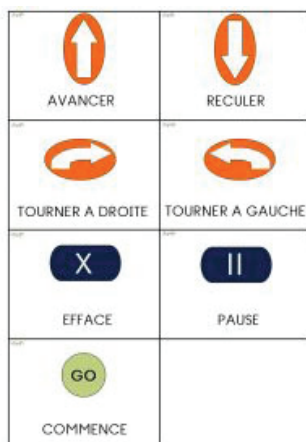 AVANCER
RECULER
TOURNER A DROITE
TOURNER A GAUCHE
X
II
EFFACE
PAUSE
GO
COMMENCE